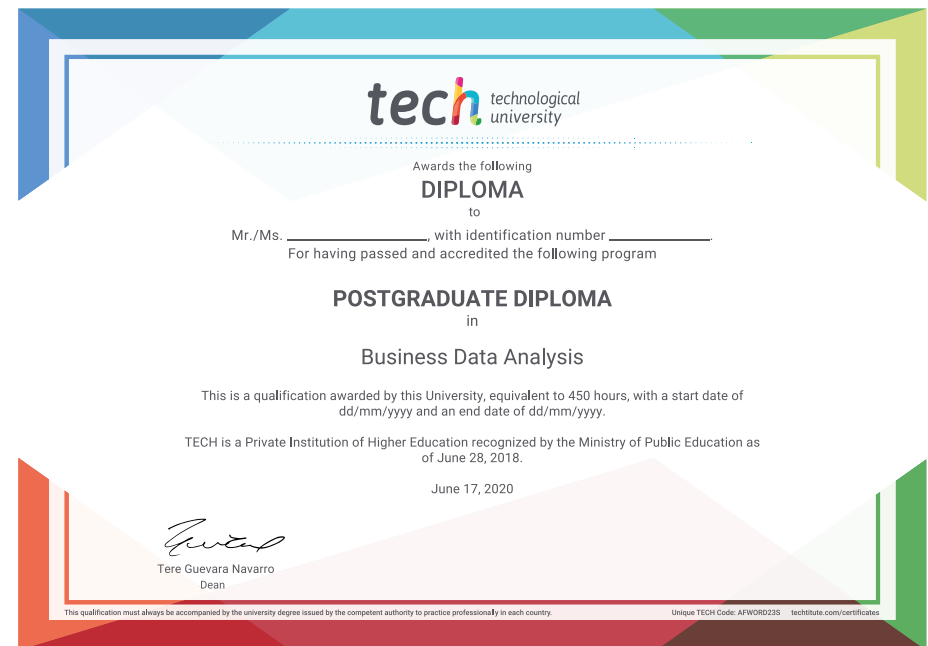 tech technological
university
Awards the following
DIPLOMA
to
Mr./Ms. ____________________, with identification number ______________.
For having passed and accredited the following program
POSTGRADUATE DIPLOMA
in
Business Data Analysis
This is a qualification awarded by this University, equivalent to 450 hours, with a start date of
dd/mm/yyyy and an end date of dd/mm/yyyy.
TECH is a Private Institution of Higher Education recognized by the Ministry of Public Education as
of June 28, 2018.
June 17, 2020
Tere Guevara Navarro
Dean
This qualification must always be accompanied by the university degree issued by the competent authority to practice professionally in each country.
Unique TECH Code: AFWORD23S techtitute.com/certificates